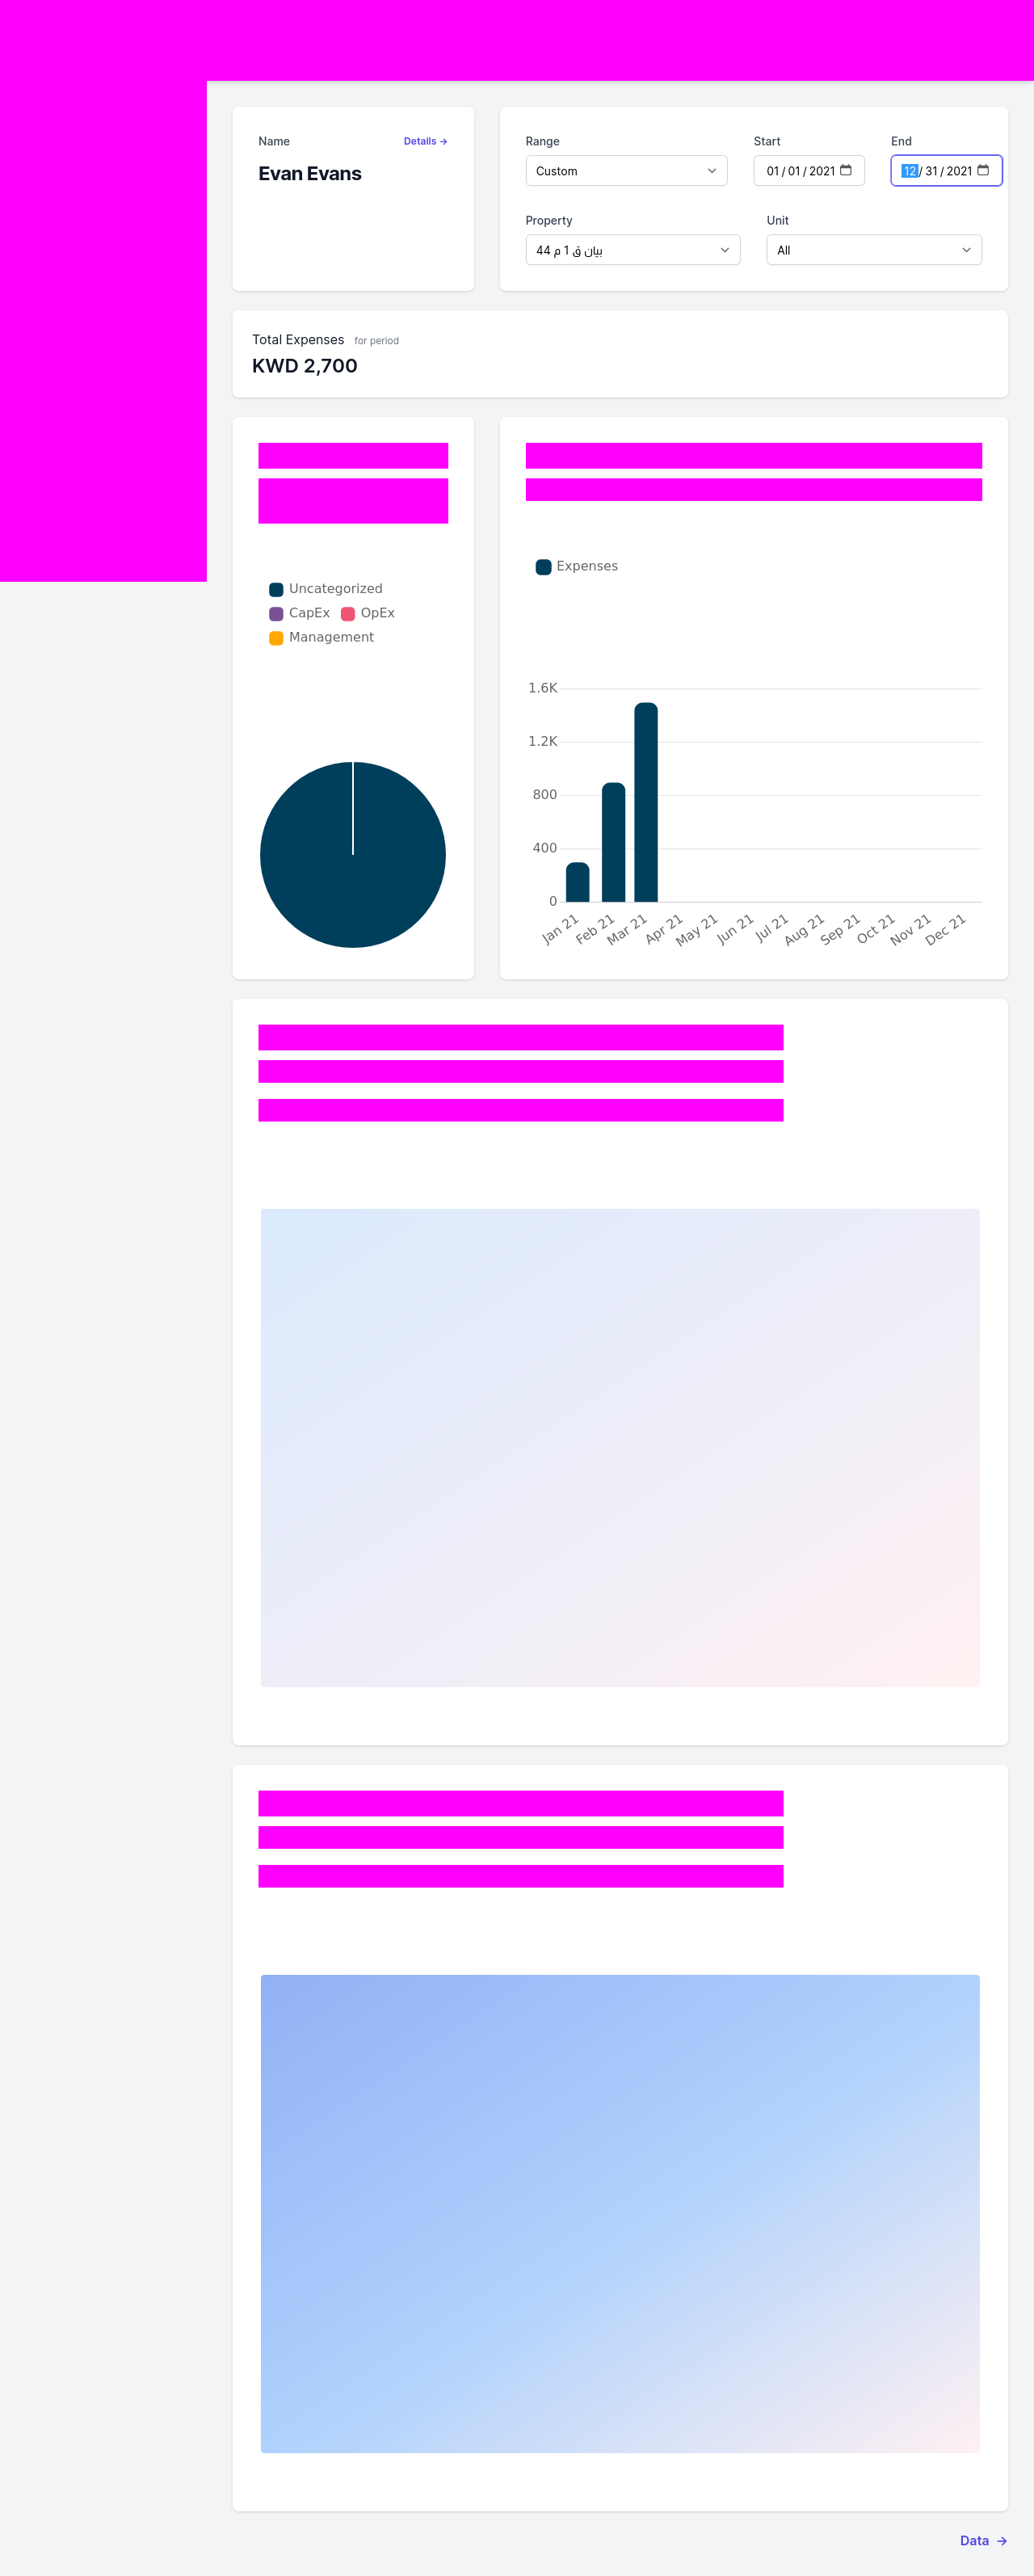 Name
Details →
Evan Evans
Range
Start
End
Custom
01 / 01 / 2021
12 / 31 / 2021
Property
Unit
بيان ق 1 م 44
All
Total Expenses for period
KWD 2,700
Uncategorized
CapEx OpEx
Management
Expenses
1.6K
1.2K
800
400
0
Jan 21 Feb 21 Mar 21 Apr 21 May 21 Jun 21 Jul 21 Aug 21 Sep 21 Oct 21 Nov 21 Dec 21
Data →